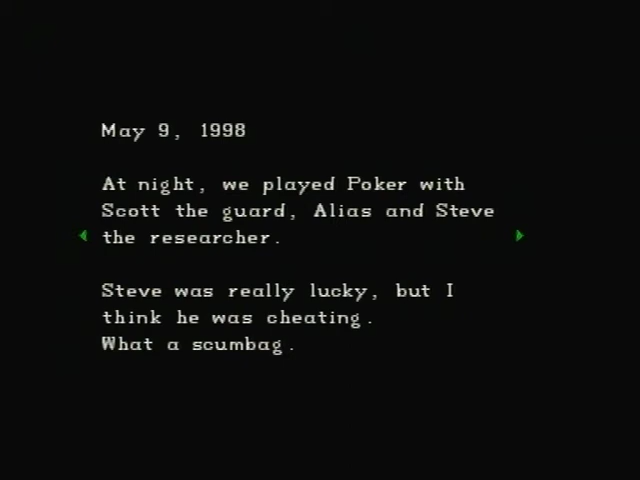 May 9, 1998
At night, we played Poker with
Scott the guard, Alias and Steve
the researcher.
Steve was really lucky, but I
think he was cheating.
What a scumbag.